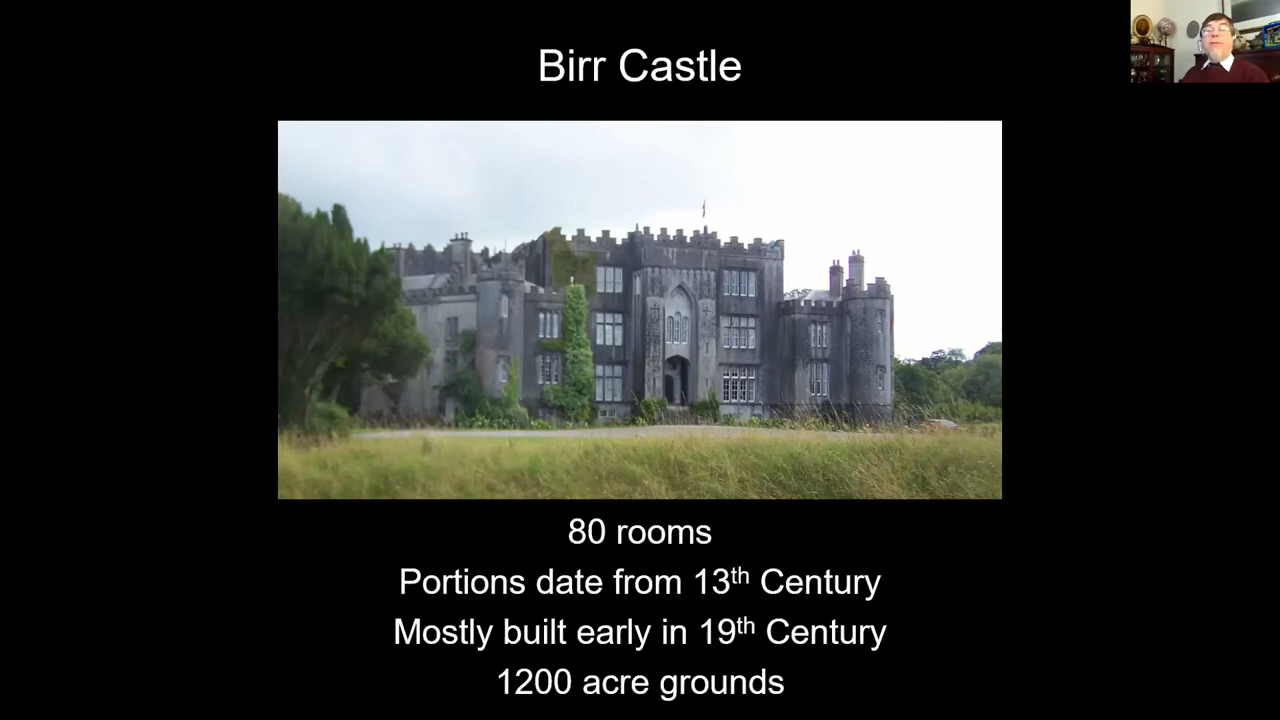 Birr Castle
80 rooms
Portions date from 13th Century
Mostly built early in 19th Century
1200 acre grounds